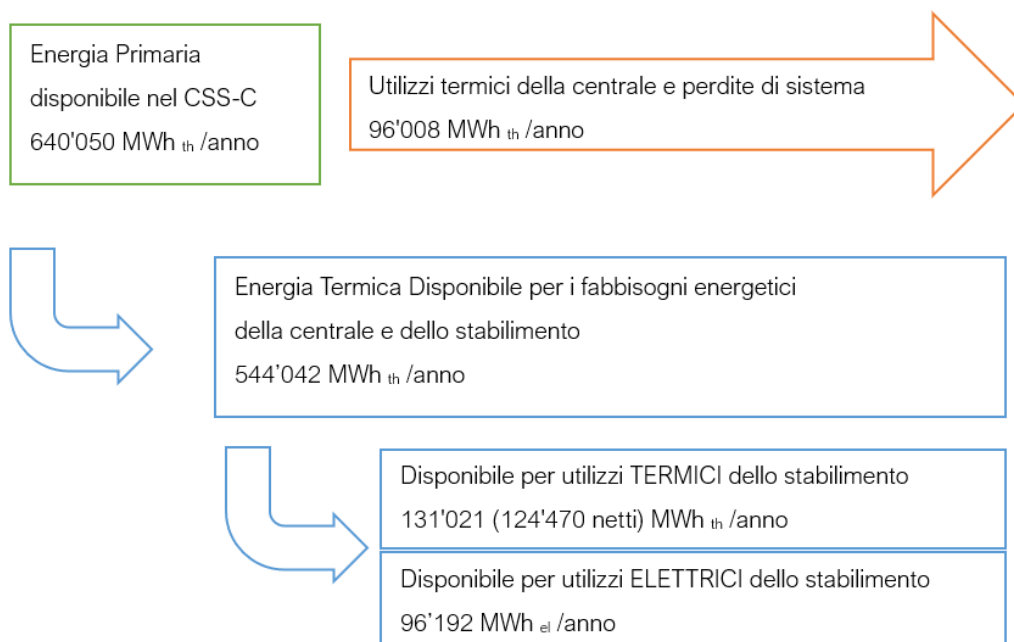 Energia Primaria
disponibile nel CSS-C
640'050 MWh th /anno
Utilizzi termici della centrale e perdite di sistema
96'008 MWh th /anno
Energia Termica Disponibile per i fabbisogni energetici
della centrale e dello stabilimento
544’042 MWh th /anno
Disponibile per utilizzi TERMICI dello stabilimento
131'021 (124'470 netti) MWh th /anno
Disponibile per utilizzi ELETTRICI dello stabilimento
96’192 MWh el /anno